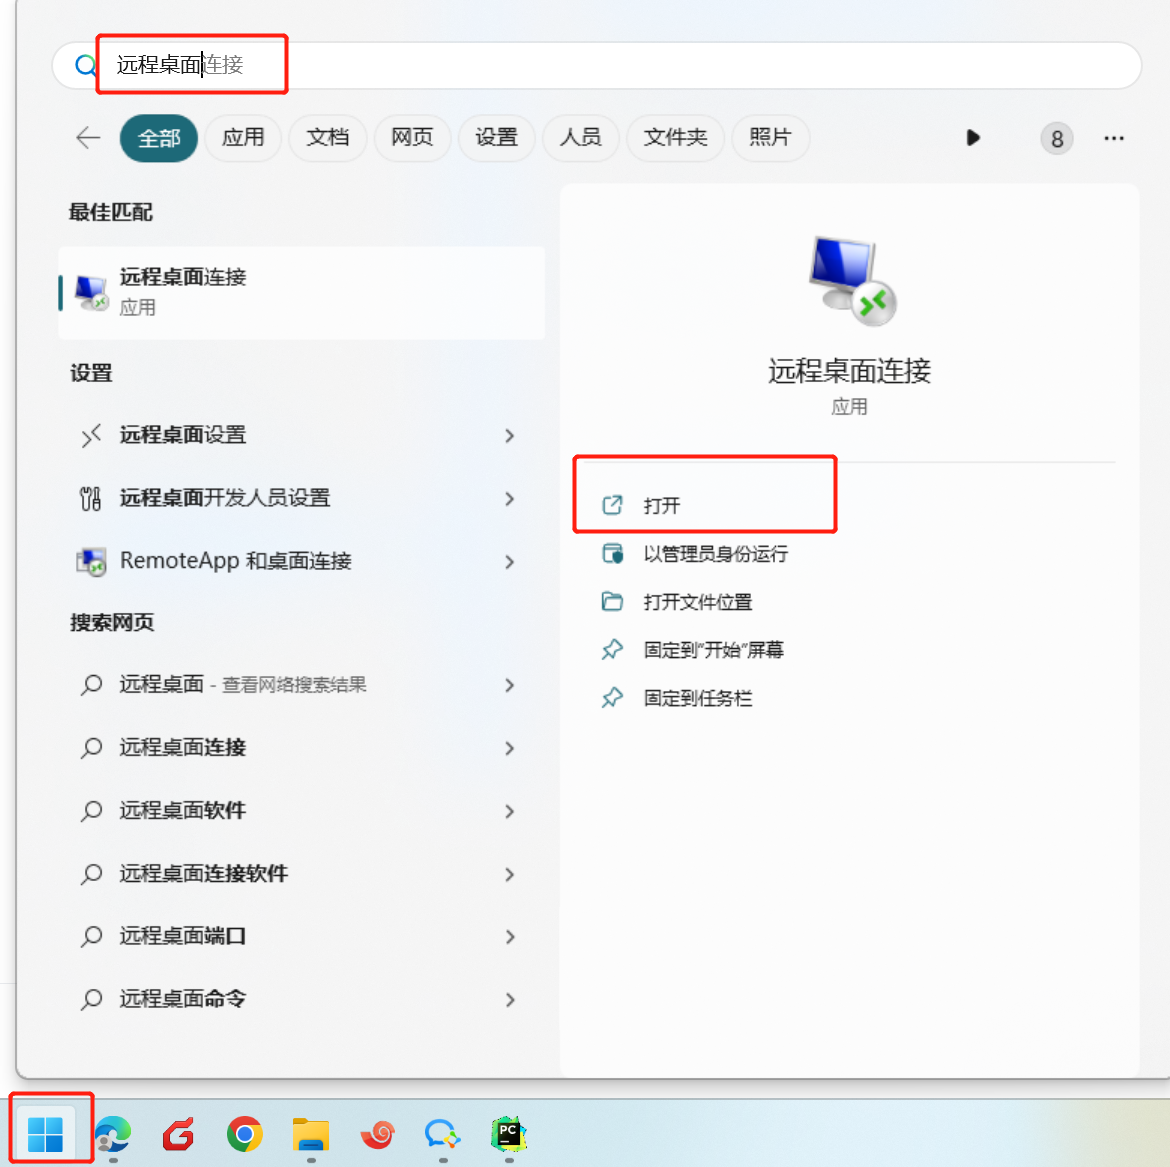 远程桌面连接
全部 应用 文档 网页 设置 人员 文件夹 照片 8 ...
最佳匹配
远程桌面连接
应用
设置
远程桌面设置
远程桌面开发人员设置
RemoteApp 和桌面连接
搜索网页
远程桌面 - 查看网络搜索结果
远程桌面连接
远程桌面软件
远程桌面连接软件
远程桌面端口
远程桌面命令
远程桌面连接
应用
打开
以管理员身份运行
打开文件位置
固定到"开始"屏幕
固定到任务栏
PC